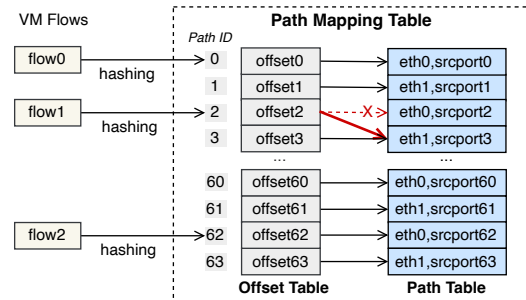 VM Flows
Path Mapping Table
Path ID
flow0
hashing
0
offset0
eth0,srcport0
1
offset1
eth1,srcport1
flow1
hashing
2
offset2
X
eth0,srcport2
3
offset3
eth1,srcport3
...
...
60
offset60
eth0,srcport60
61
offset61
eth1,srcport61
flow2
hashing
62
offset62
eth0,srcport62
63
offset63
eth1,srcport63
Offset Table
Path Table